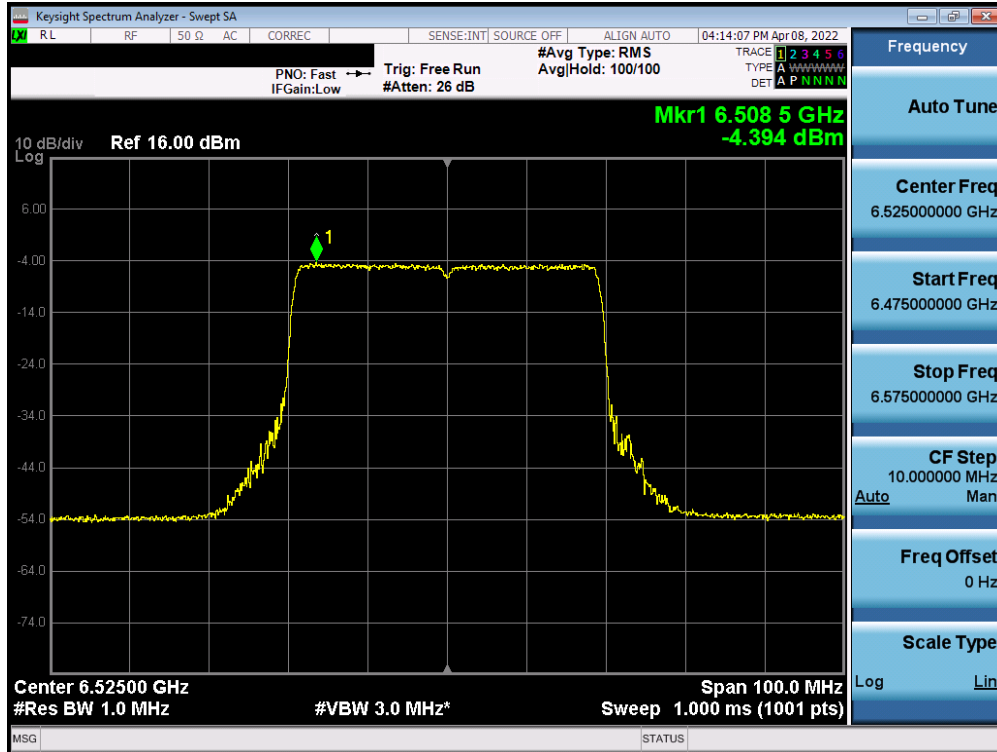 Keysight Spectrum Analyzer - Swept SA
LXI RL RF 50 Ω AC CORREC SENSE:INT SOURCE OFF ALIGN AUTO 04:14:07 PM Apr 08, 2022
PNO: Fast
IFGain:Low
Trig: Free Run
#Atten: 26 dB
#Avg Type: RMS
Avg|Hold: 100/100
TRACE 1 2 3 4 5 6
TYPE A WWWWW
DET A P N N N N
Mkr1 6.508 5 GHz
-4.394 dBm
10 dB/div Ref 16.00 dBm
Log
1
6.00
-4.00
-14.0
-24.0
-34.0
-44.0
-54.0
-64.0
-74.0
Center 6.52500 GHz Span 100.0 MHz
#Res BW 1.0 MHz #VBW 3.0 MHz* Sweep 1.000 ms (1001 pts)
MSG STATUS
Frequency
Auto Tune
Center Freq
6.525000000 GHz
Start Freq
6.475000000 GHz
Stop Freq
6.575000000 GHz
CF Step
10.000000 MHz
Auto Man
Freq Offset
0 Hz
Scale Type
Log Lin